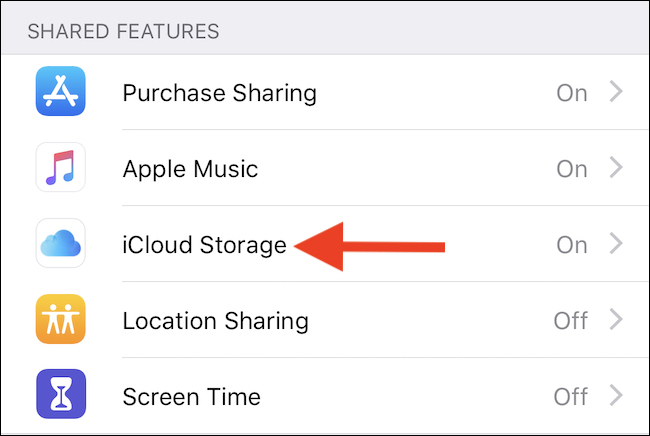 SHARED FEATURES
Purchase Sharing On
Apple Music On
iCloud Storage On
Location Sharing Off
Screen Time Off